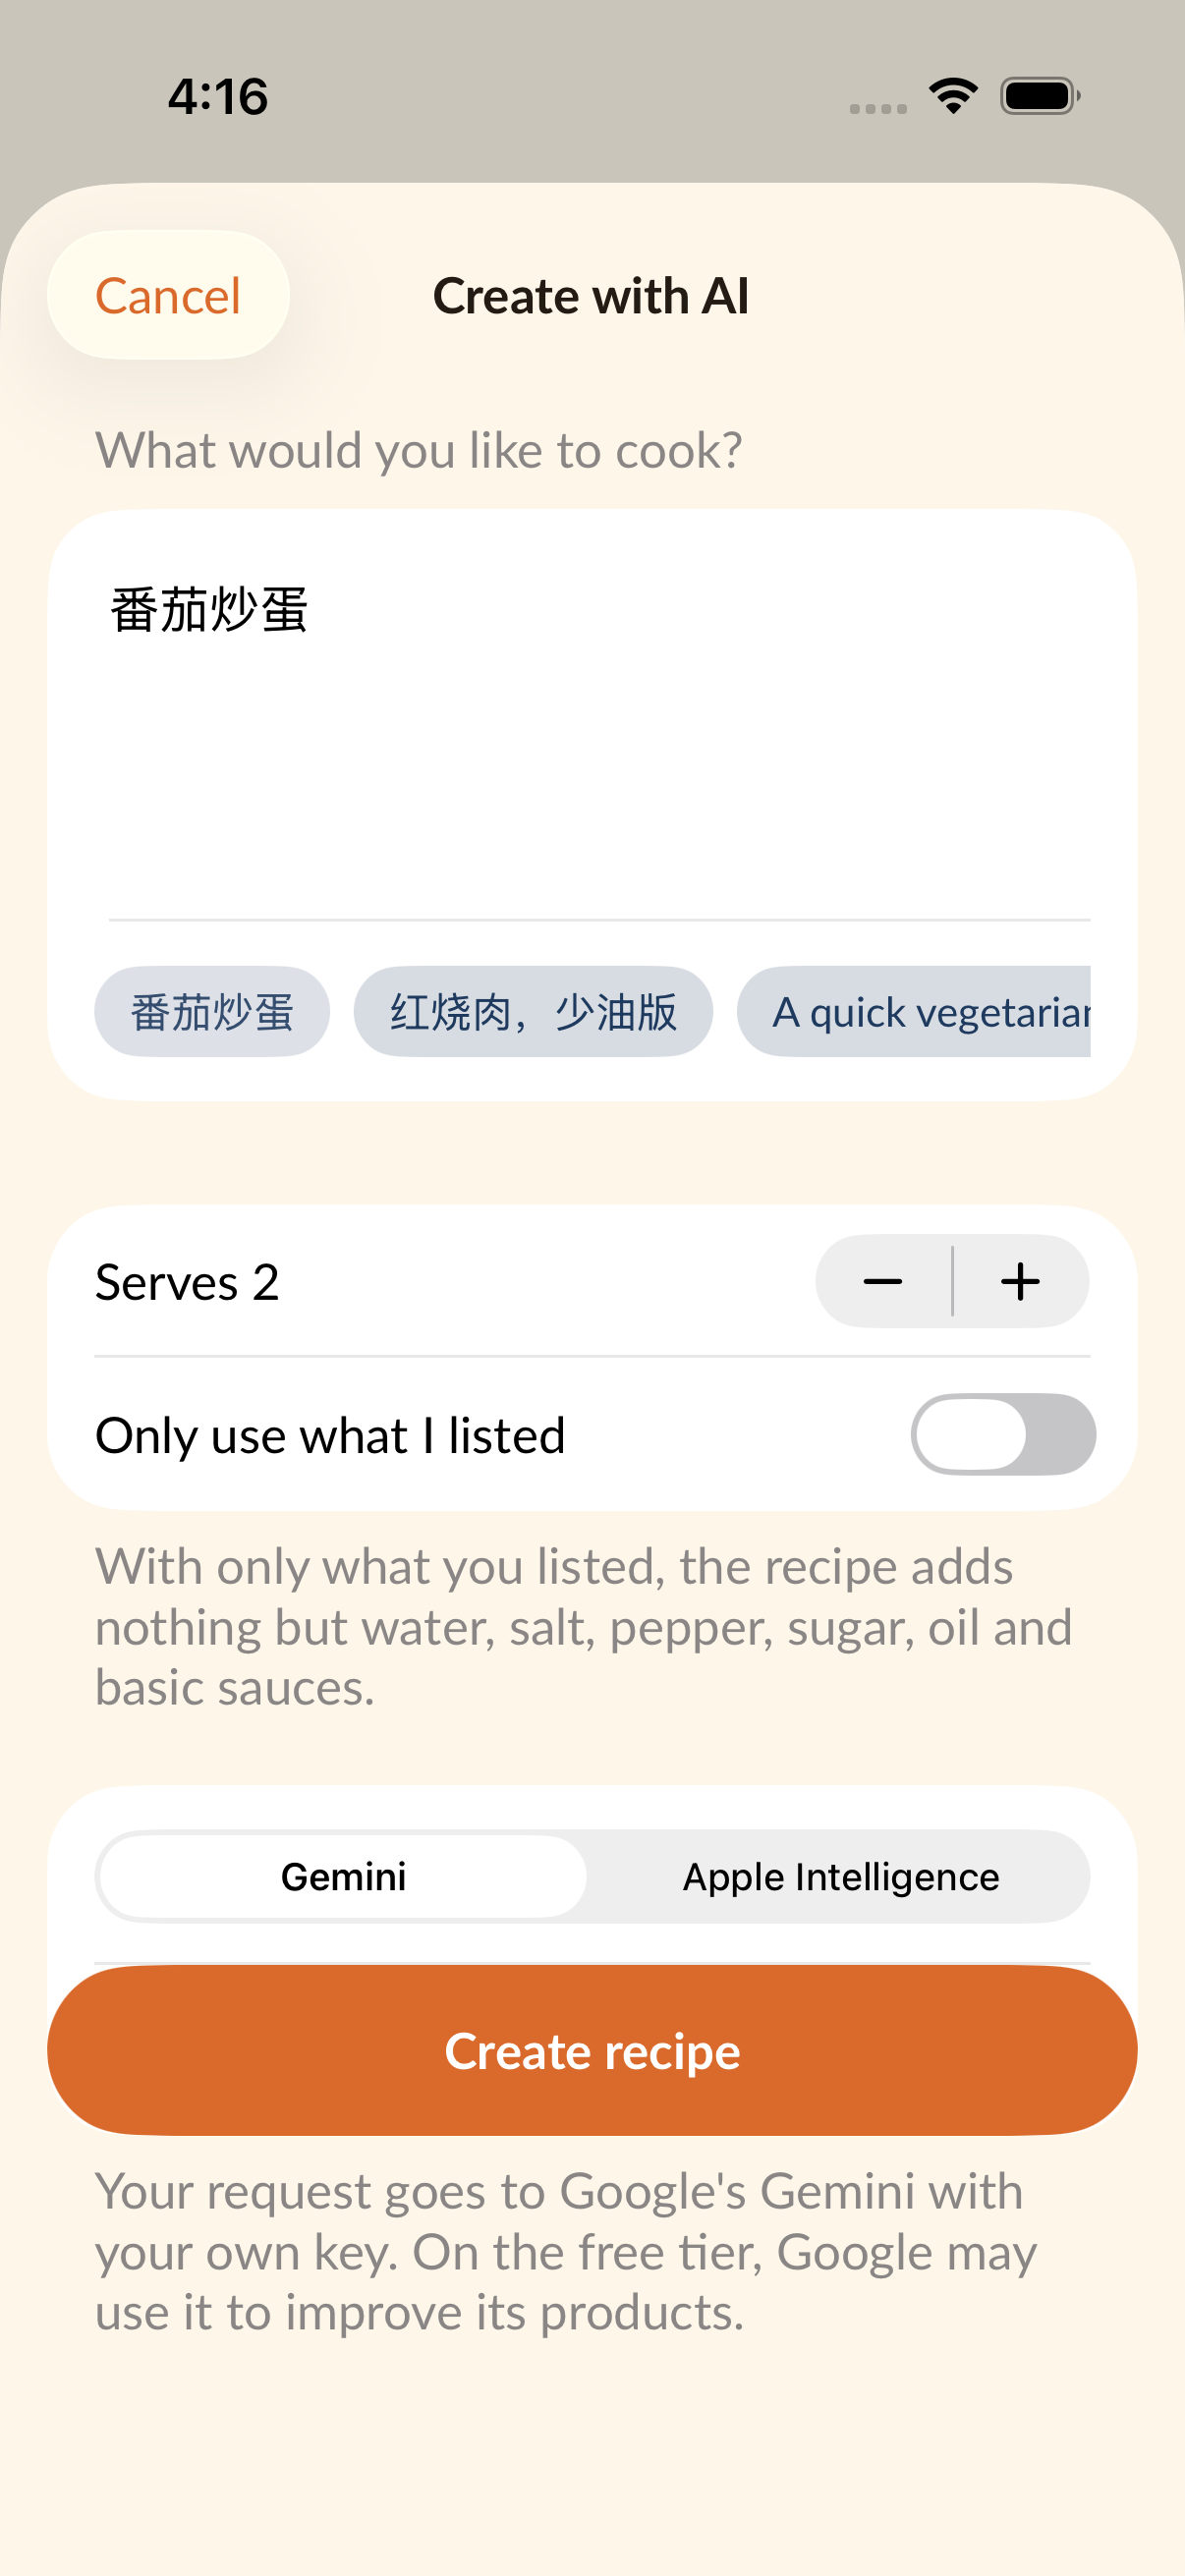 4:16
Cancel
Create with AI
What would you like to cook?
番茄炒蛋
番茄炒蛋
红烧肉，少油版
A quick vegetarian
Serves 2
Only use what I listed
With only what you listed, the recipe adds
nothing but water, salt, pepper, sugar, oil and
basic sauces.
Gemini
Apple Intelligence
Create recipe
Your request goes to Google's Gemini with
your own key. On the free tier, Google may
use it to improve its products.